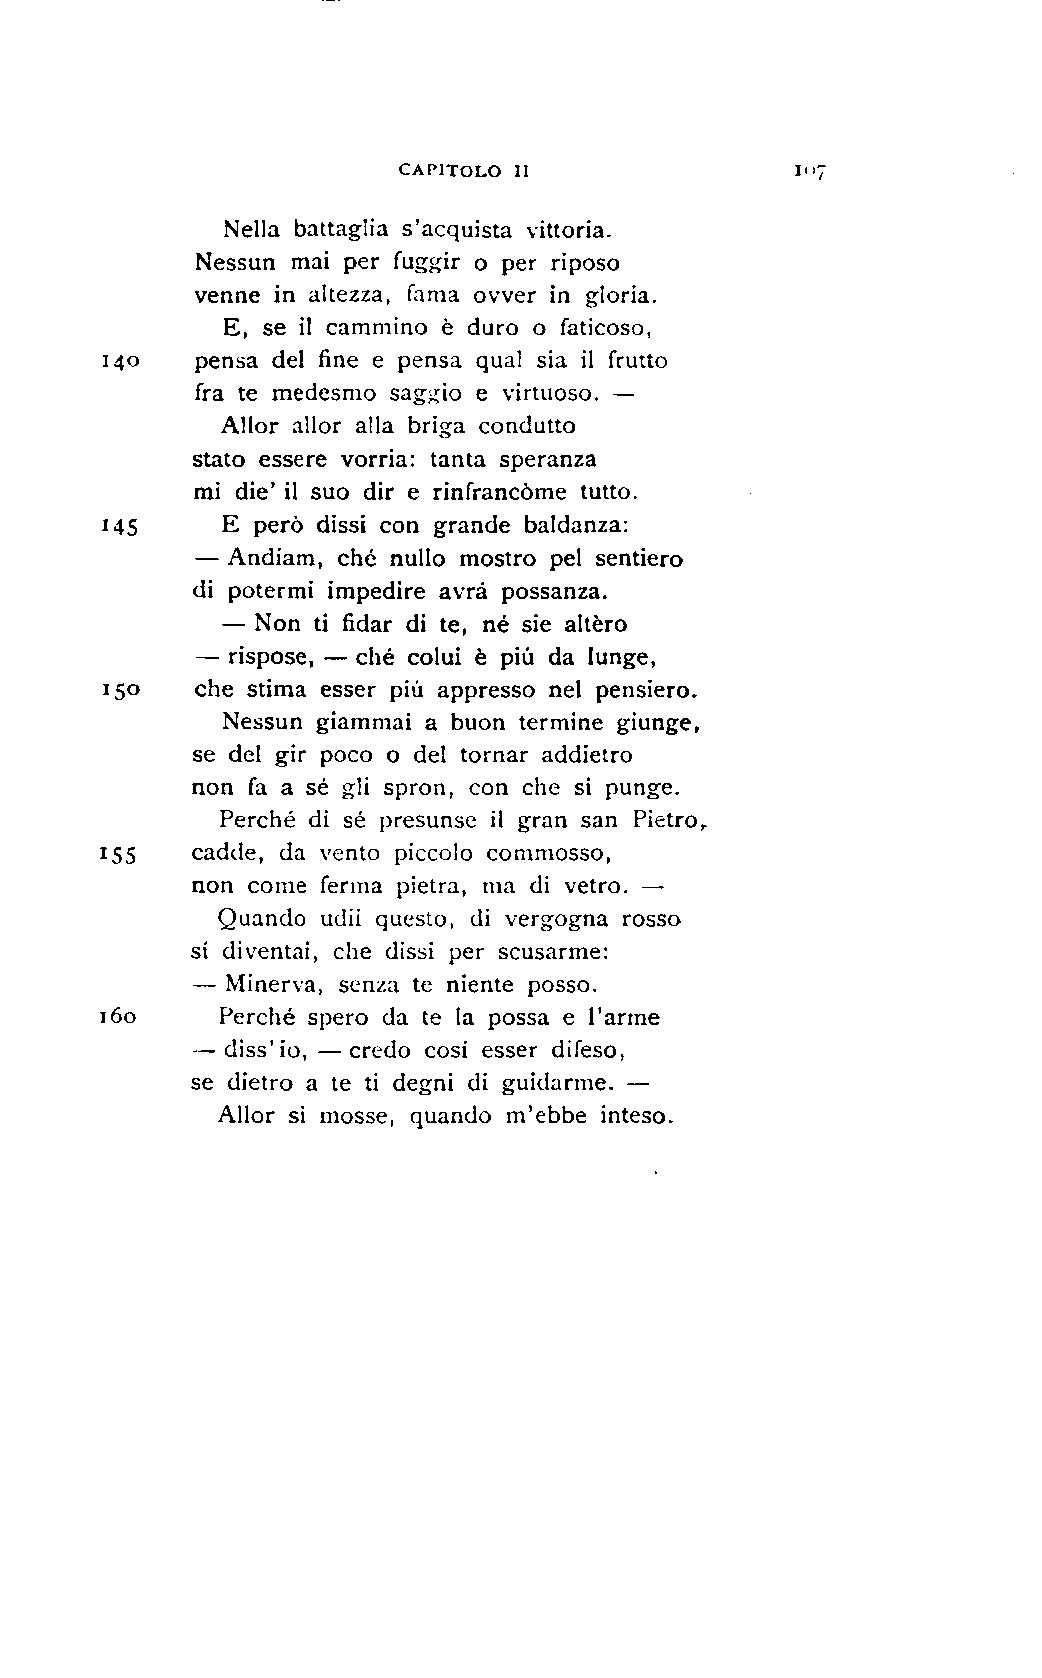 CAPITOLO II 107
Nella battaglia s'acquista vittoria.
Nessun mai per fuggir o per riposo
venne in altezza, fama ovver in gloria.
E, se il cammino è duro o faticoso,
140 pensa del fine e pensa qual sia il frutto
fra te medesmo saggio e virtuoso. —
Allor allor alla briga condutto
stato essere vorria: tanta speranza
mi die' il suo dir e rinfrancòme tutto.
145 E però dissi con grande baldanza:
— Andiam, ché nullo mostro pel sentiero
di potermi impedire avrá possanza.
— Non ti fidar di te, né sie altèro
— rispose, — ché colui è piú da lunge,
150 che stima esser piú appresso nel pensiero.
Nessun giammai a buon termine giunge,
se del gir poco o del tornar addietro
non fa a sé gli spron, con che si punge.
Perché di sé presunse il gran san Pietro,
155 cadde, da vento piccolo commosso,
non come ferma pietra, ma di vetro. —
Quando udii questo, di vergogna rosso
sí diventai, che dissi per scusarme:
— Minerva, senza te niente posso.
160 Perché spero da te la possa e l'arme
— diss' io, — credo cosí esser difeso,
se dietro a te ti degni di guidarme. —
Allor si mosse, quando m'ebbe inteso.